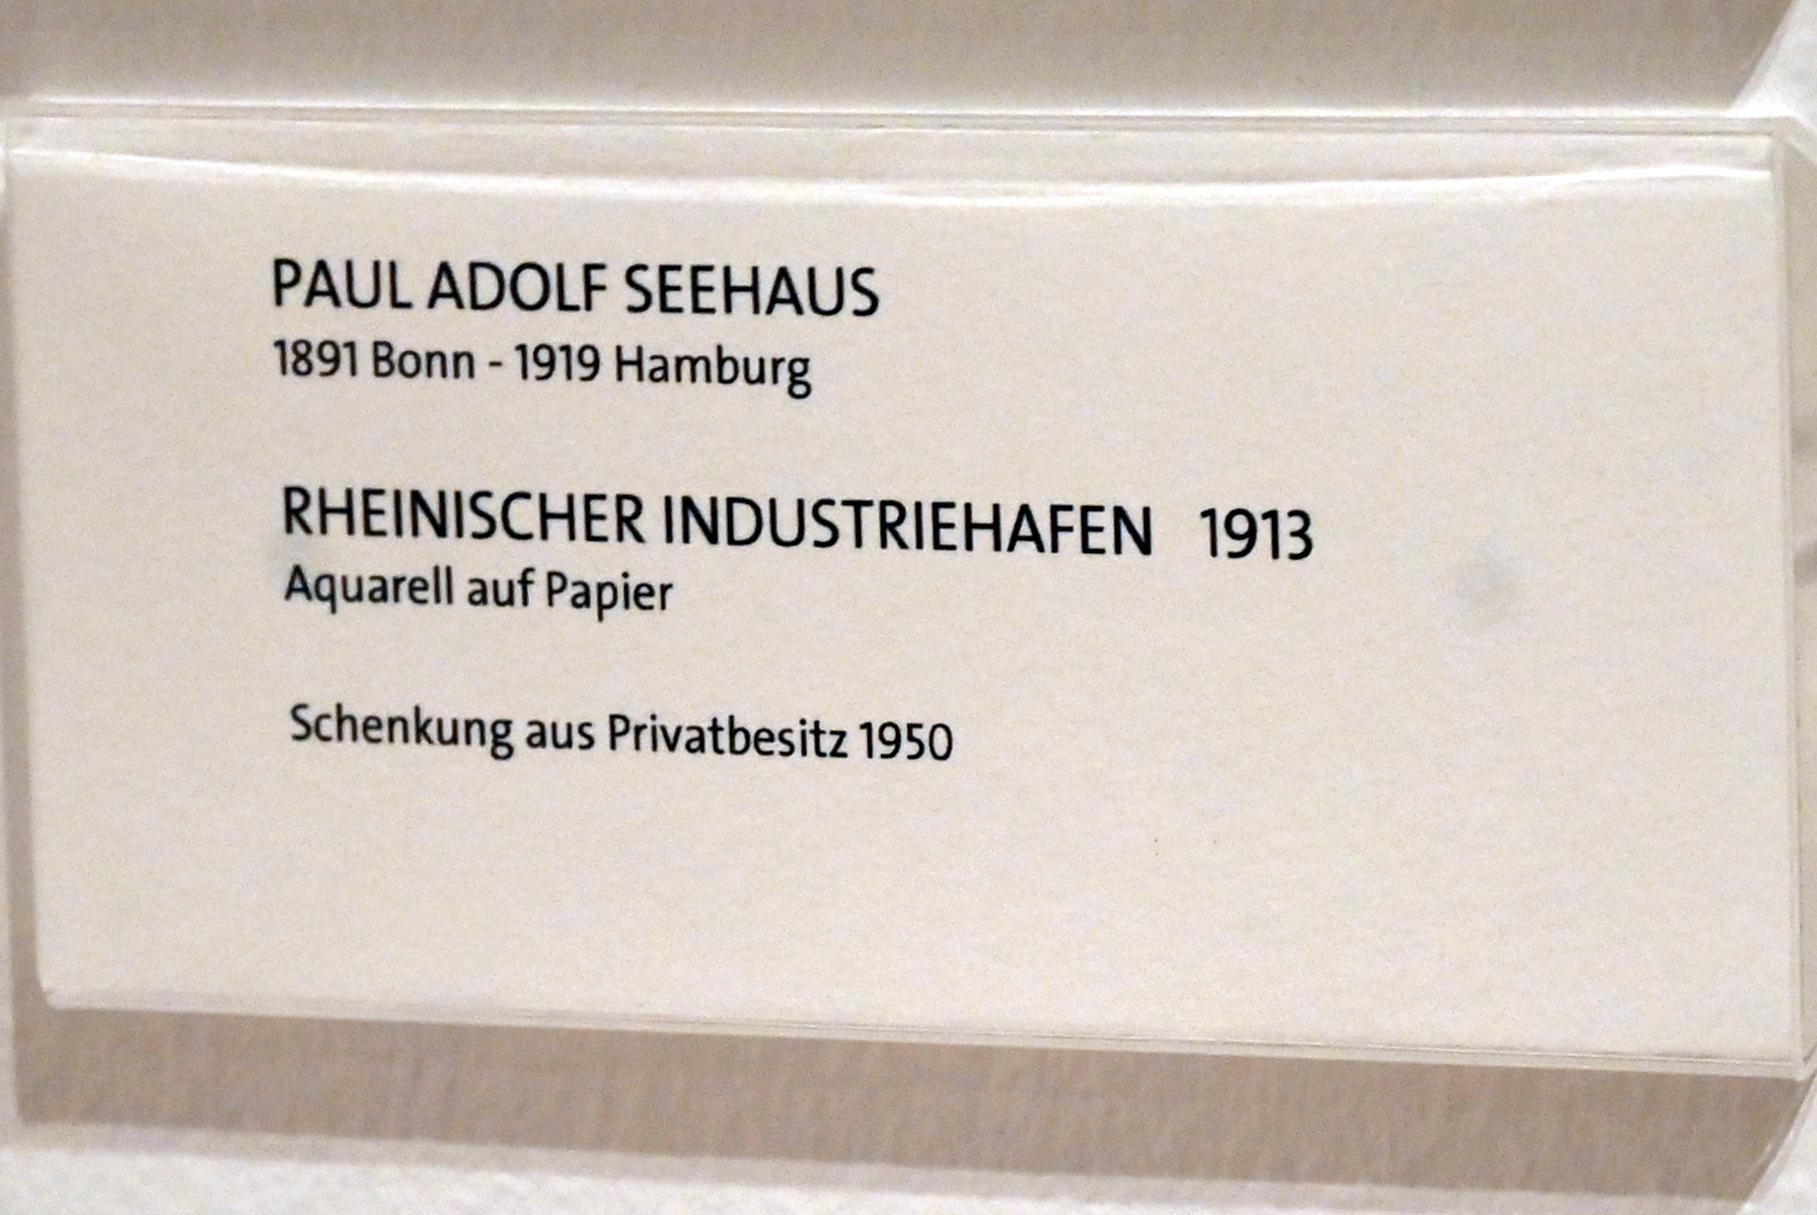 PAUL ADOLF SEEHAUS
1891 Bonn - 1919 Hamburg
RHEINISCHER INDUSTRIEHAFEN 1913
Aquarell auf Papier
Schenkung aus Privatbesitz 1950